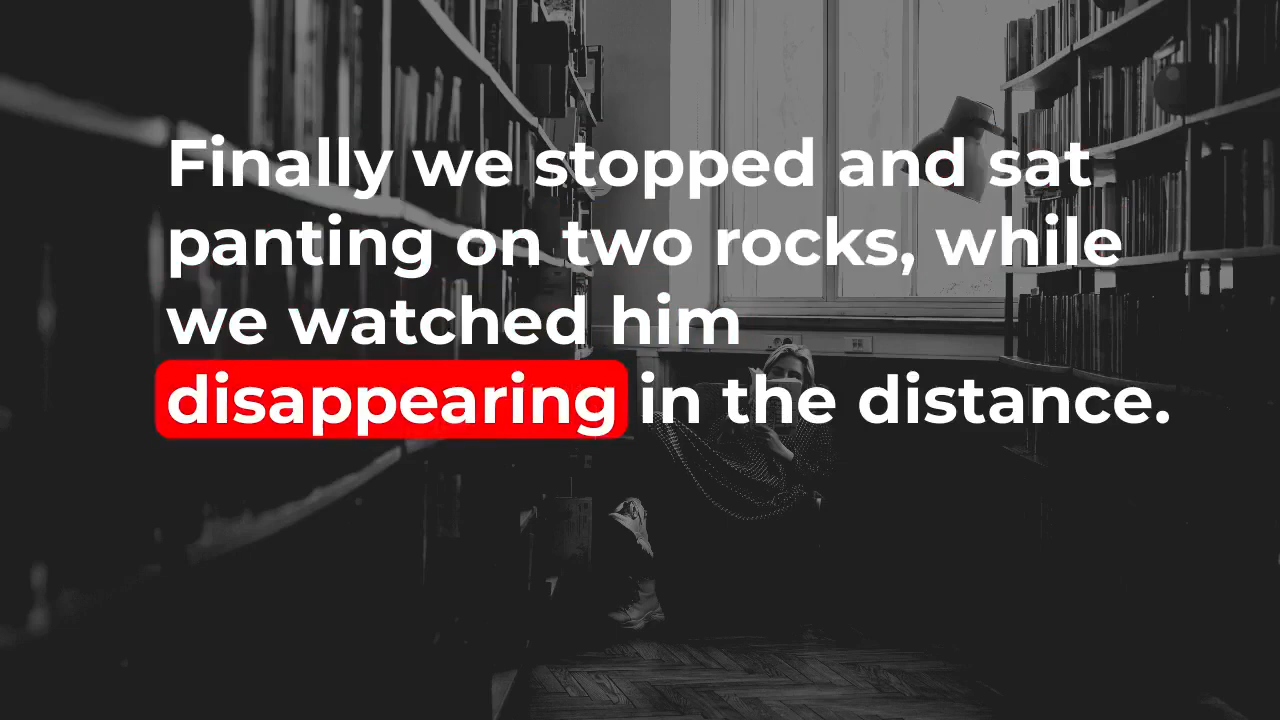 Finally we stopped and sat
panting on two rocks, while
we watched him
disappearing in the distance.